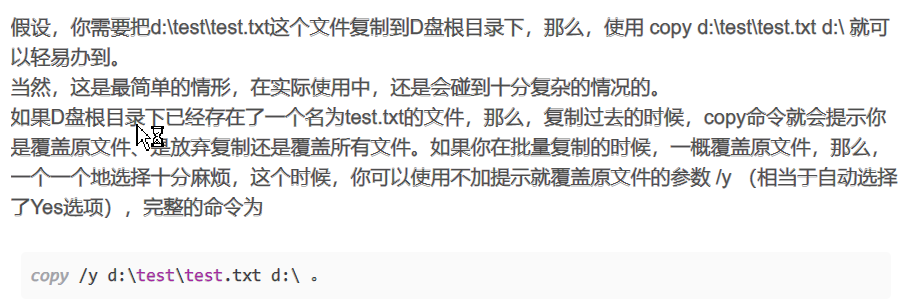 假设，你需要把d:\test\test.txt这个文件复制到D盘根目录下，那么，使用 copy d:\test\test.txt d:\ 就可
以轻易办到。
当然，这是最简单的情形，在实际使用中，还是会碰到十分复杂的情况的。
如果D盘根目录下已经存在了一个名为test.txt的文件，那么，复制过去的时候，copy命令就会提示你
是覆盖原文件、是放弃复制还是覆盖所有文件。如果你在批量复制的时候，一概覆盖原文件，那么，
一个一个地选择十分麻烦，这个时候，你可以使用不加提示就覆盖原文件的参数 /y （相当于自动选择
了Yes选项），完整的命令为
copy /y d:\test\test.txt d:\ 。